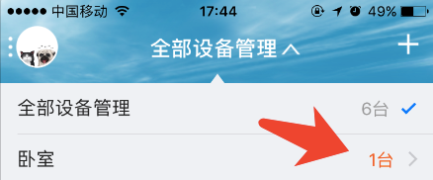 中国移动 17:44 49%
全部设备管理
全部设备管理 6台
卧室 1台